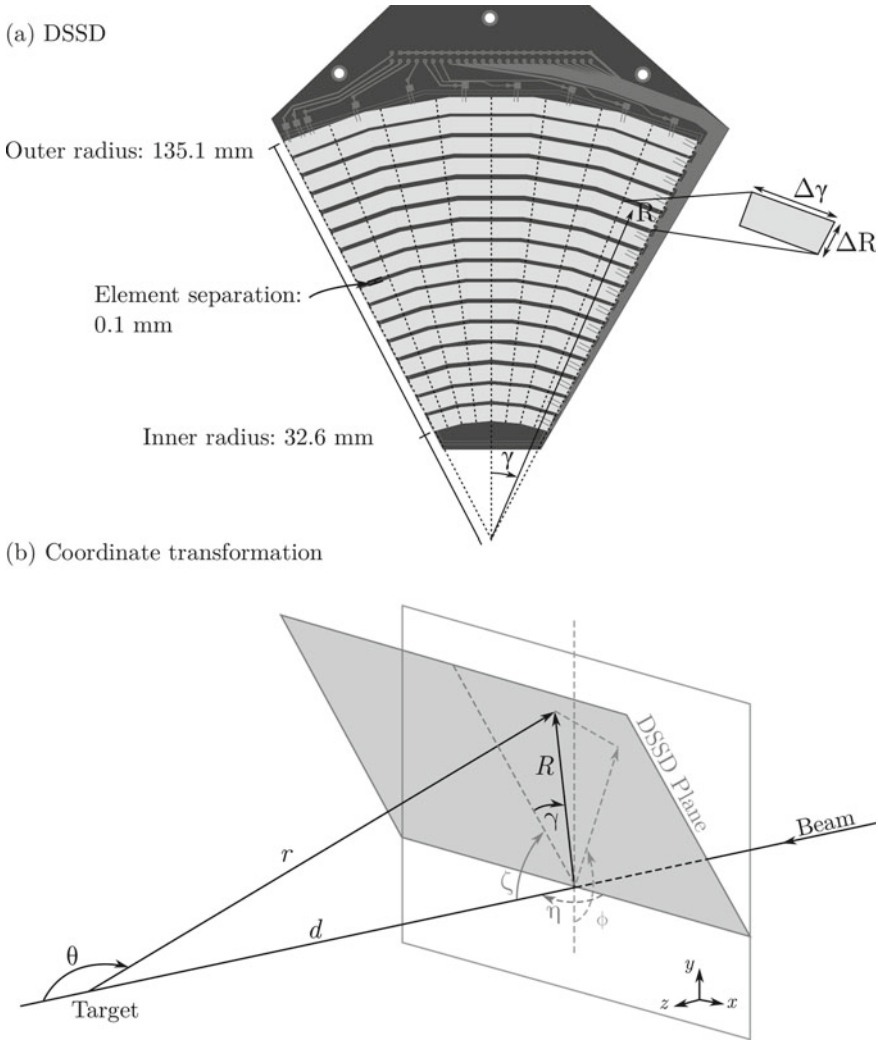 (a) DSSD
Outer radius: 135.1 mm
Δγ
R
ΔR
Element separation:
0.1 mm
Inner radius: 32.6 mm
γ
(b) Coordinate transformation
DSSD Plane
R
Beam
γ
r
ζ
η
ϕ
d
θ
y
z
x
Target